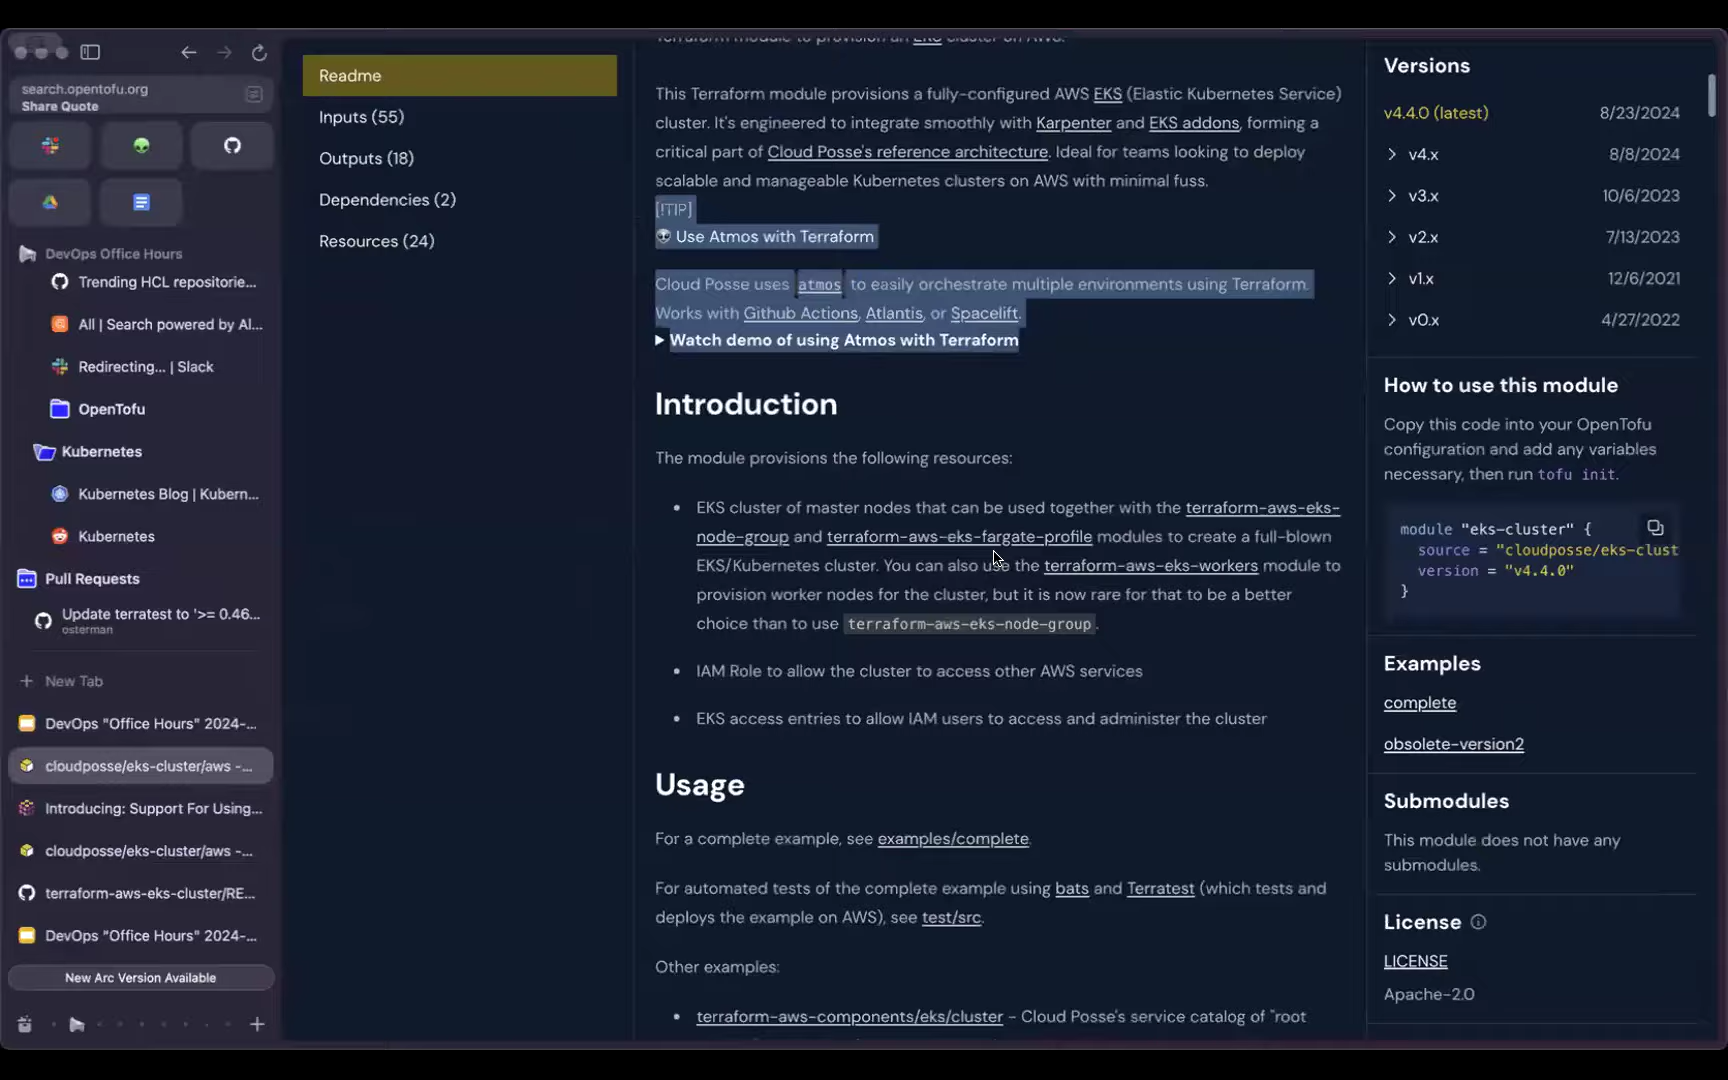 search.opentofu.org
Share Quote
DevOps Office Hours
Trending HCL repositorie...
All | Search powered by Al...
Redirecting... | Slack
OpenTofu
Kubernetes
Kubernetes Blog | Kubern...
Kubernetes
Pull Requests
Update terratest to '>= 0.46...
osterman
New Tab
DevOps "Office Hours" 2024-...
cloudposse/eks-cluster/aws -...
Introducing: Support For Using...
cloudposse/eks-cluster/aws -...
terraform-aws-eks-cluster/RE...
DevOps "Office Hours" 2024-...
New Arc Version Available
Readme
Inputs (55)
Outputs (18)
Dependencies (2)
Resources (24)
Terraform module to provision an EKS cluster on AWS.
This Terraform module provisions a fully-configured AWS EKS (Elastic Kubernetes Service)
cluster. It's engineered to integrate smoothly with Karpenter and EKS addons, forming a
critical part of Cloud Posse's reference architecture. Ideal for teams looking to deploy
scalable and manageable Kubernetes clusters on AWS with minimal fuss.
[!TIP]
👽 Use Atmos with Terraform
Cloud Posse uses atmos to easily orchestrate multiple environments using Terraform.
Works with Github Actions, Atlantis, or Spacelift.
Watch demo of using Atmos with Terraform
Introduction
The module provisions the following resources:
EKS cluster of master nodes that can be used together with the terraform-aws-eks-
node-group and terraform-aws-eks-fargate-profile modules to create a full-blown
EKS/Kubernetes cluster. You can also use the terraform-aws-eks-workers module to
provision worker nodes for the cluster, but it is now rare for that to be a better
choice than to use terraform-aws-eks-node-group.
IAM Role to allow the cluster to access other AWS services
EKS access entries to allow IAM users to access and administer the cluster
Usage
For a complete example, see examples/complete.
For automated tests of the complete example using bats and Terratest (which tests and
deploys the example on AWS), see test/src.
Other examples:
terraform-aws-components/eks/cluster - Cloud Posse's service catalog of "root
Versions
v4.4.0 (latest) 8/23/2024
v4.x 8/8/2024
v3.x 10/6/2023
v2.x 7/13/2023
v1.x 12/6/2021
v0.x 4/27/2022
How to use this module
Copy this code into your OpenTofu
configuration and add any variables
necessary, then run tofu init.
module "eks-cluster" {
source = "cloudposse/eks-clust
version = "v4.4.0"
}
Examples
complete
obsolete-version2
Submodules
This module does not have any
submodules.
License
LICENSE
Apache-2.0